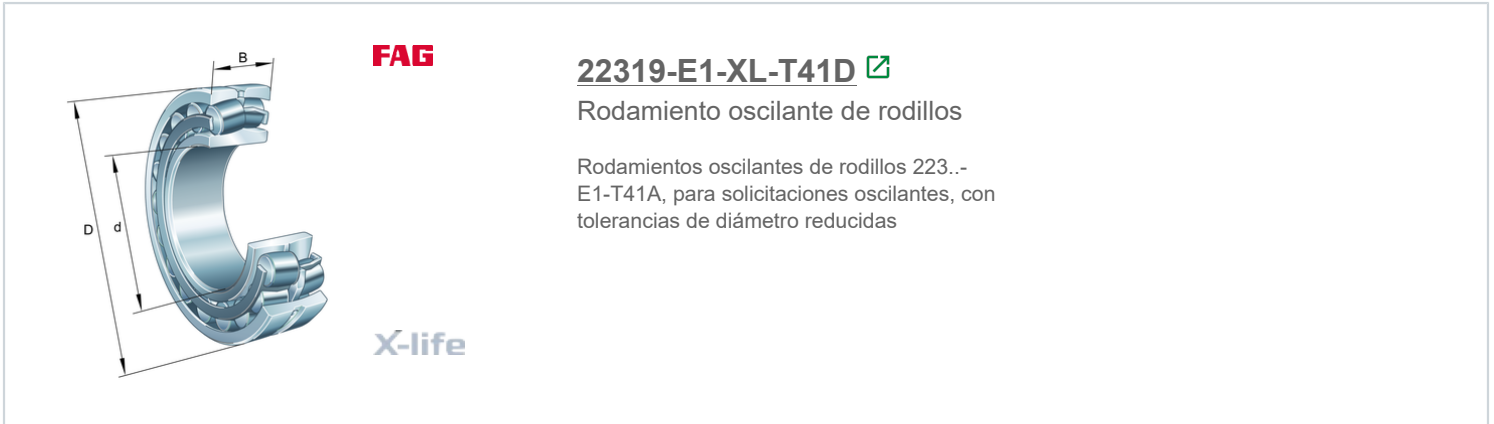 B
FAG
22319-E1-XL-T41D
Rodamiento oscilante de rodillos
Rodamientos oscilantes de rodillos 223..-
E1-T41A, para solicitaciones oscilantes, con
tolerancias de diámetro reducidas
D
d
X-life